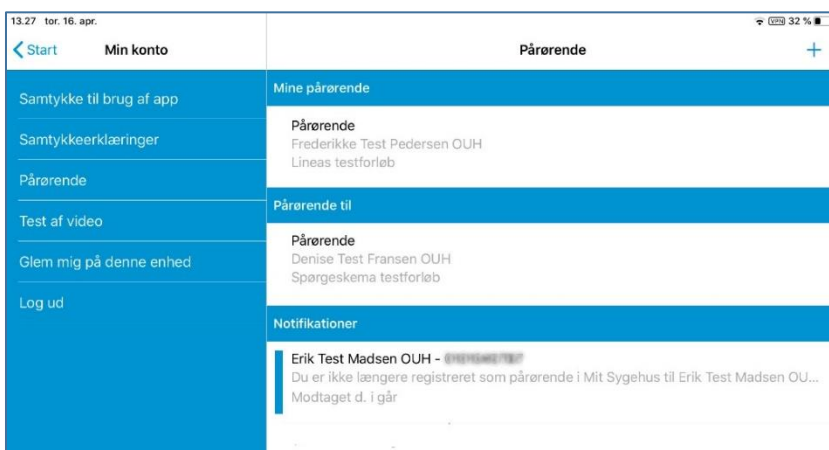 13.27 tor. 16. apr.
VPN 32 %
Start
Min konto
Pårørende
Samtykke til brug af app
Samtykkeerklæringer
Pårørende
Test af video
Glem mig på denne enhed
Log ud
Mine pårørende
Pårørende
Frederikke Test Pedersen OUH
Lineas testforløb
Pårørende til
Pårørende
Denise Test Fransen OUH
Spørgeskema testforløb
Notifikationer
Erik Test Madsen OUH -
Du er ikke længere registreret som pårørende i Mit Sygehus til Erik Test Madsen OU...
Modtaget d. i går